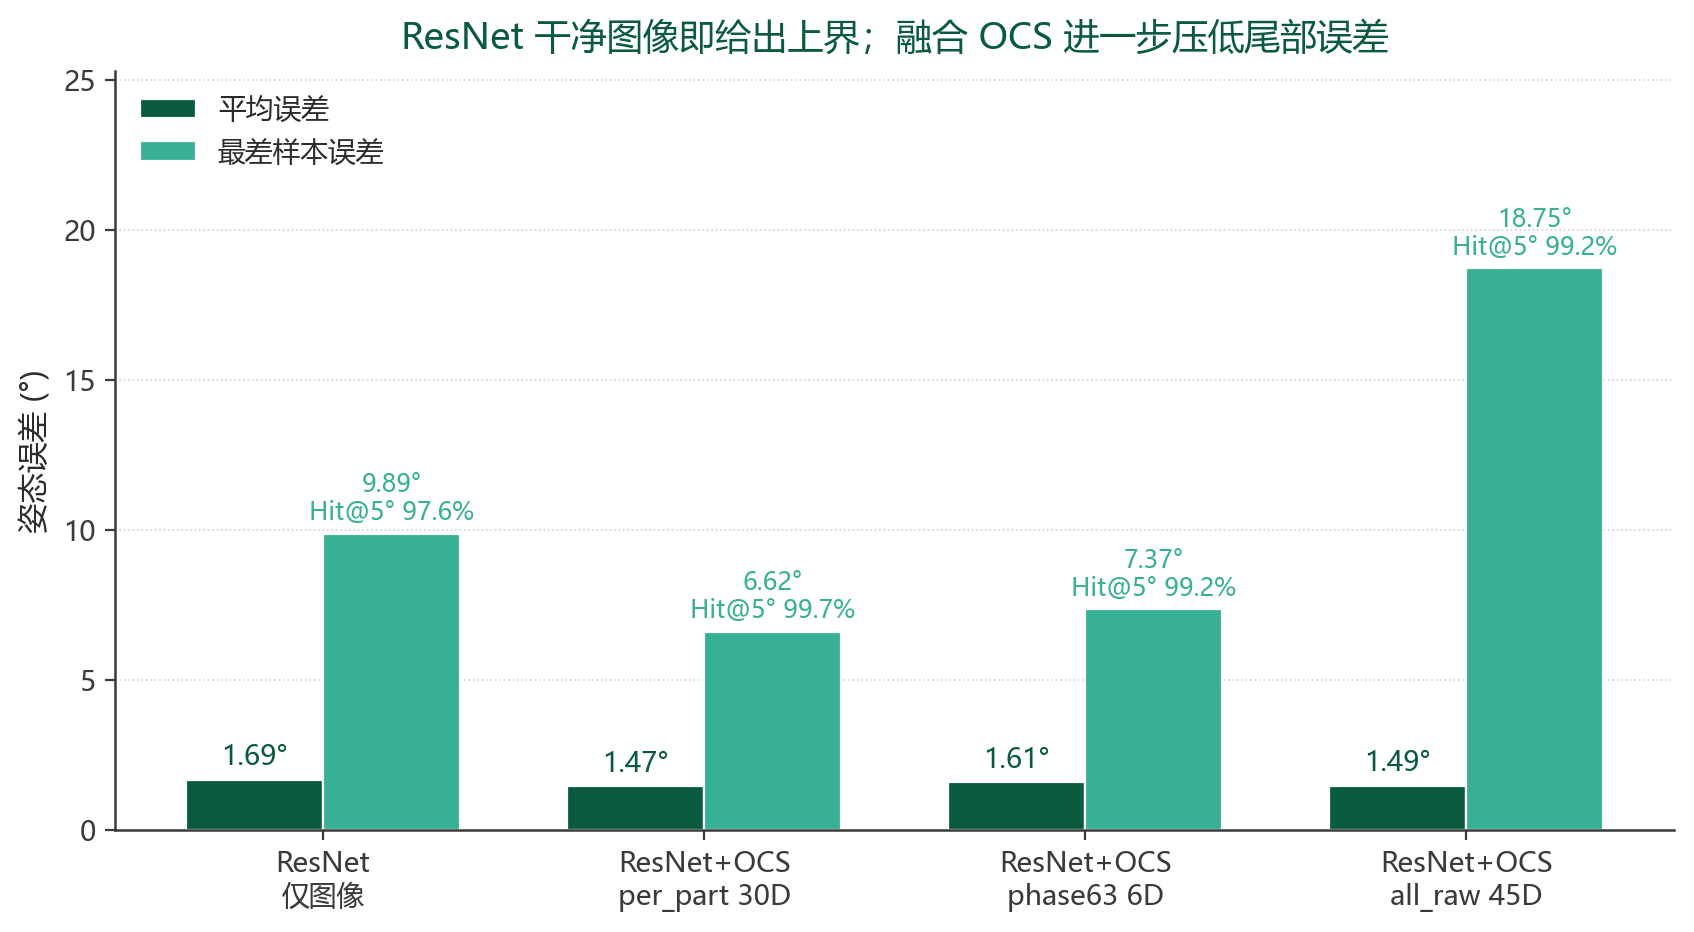 ResNet 干净图像即给出上界；融合 OCS 进一步压低尾部误差
平均误差
最差样本误差
姿态误差 (°)
25
20
15
10
5
0
1.69°
9.89°
Hit@5° 97.6%
1.47°
6.62°
Hit@5° 99.7%
1.61°
7.37°
Hit@5° 99.2%
1.49°
18.75°
Hit@5° 99.2%
ResNet
仅图像
ResNet+OCS
per_part 30D
ResNet+OCS
phase63 6D
ResNet+OCS
all_raw 45D